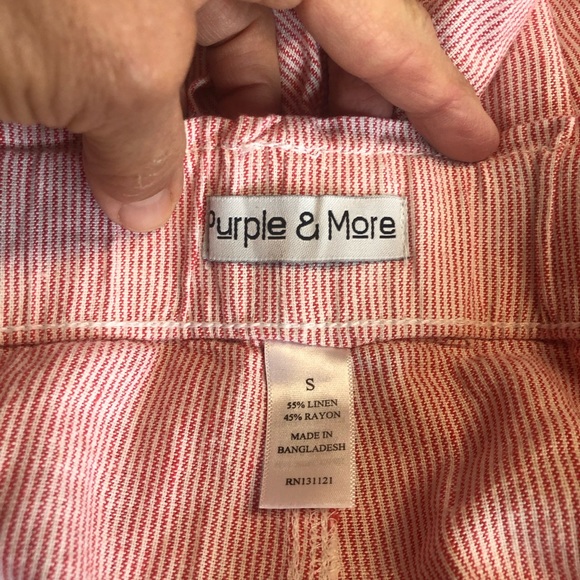 Purple & More
S
55% LINEN
45% RAYON
MADE IN
BANGLADESH
RN131121